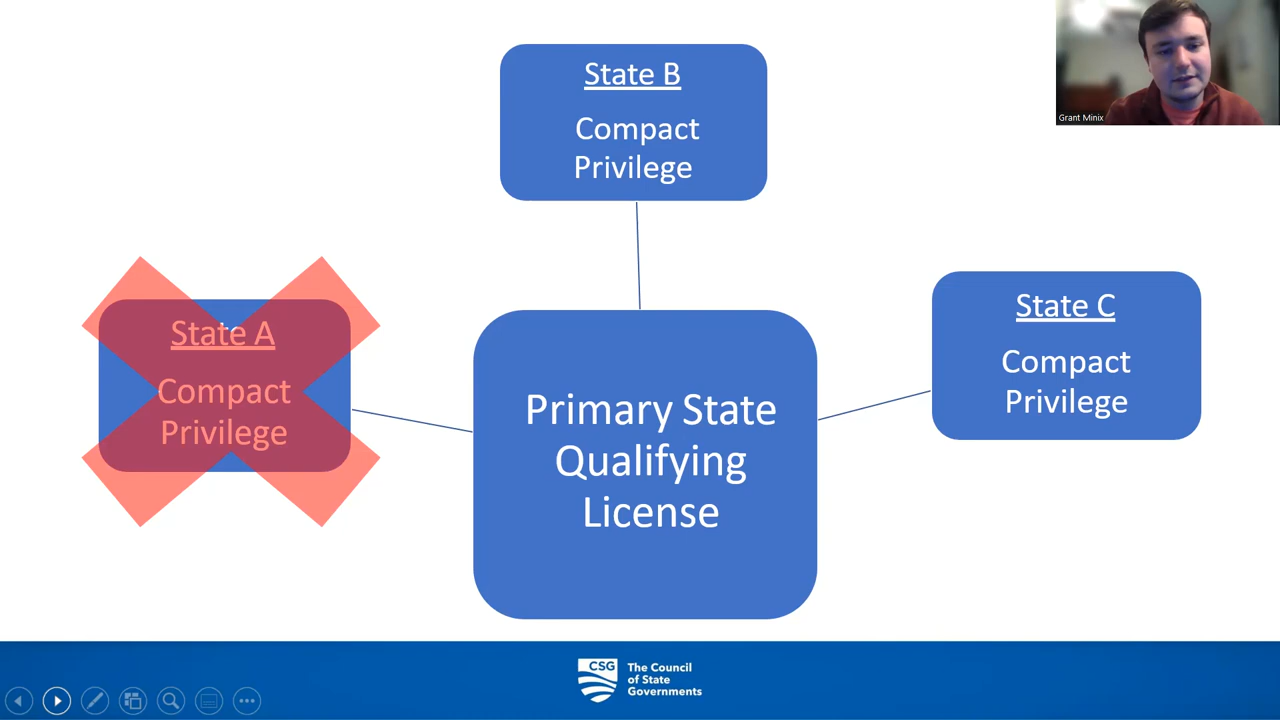 State B
Compact
Privilege
Grant Minix
State A
Compact
Privilege
State C
Compact
Privilege
Primary State
Qualifying
License
CSG
The Council
of State
Governments